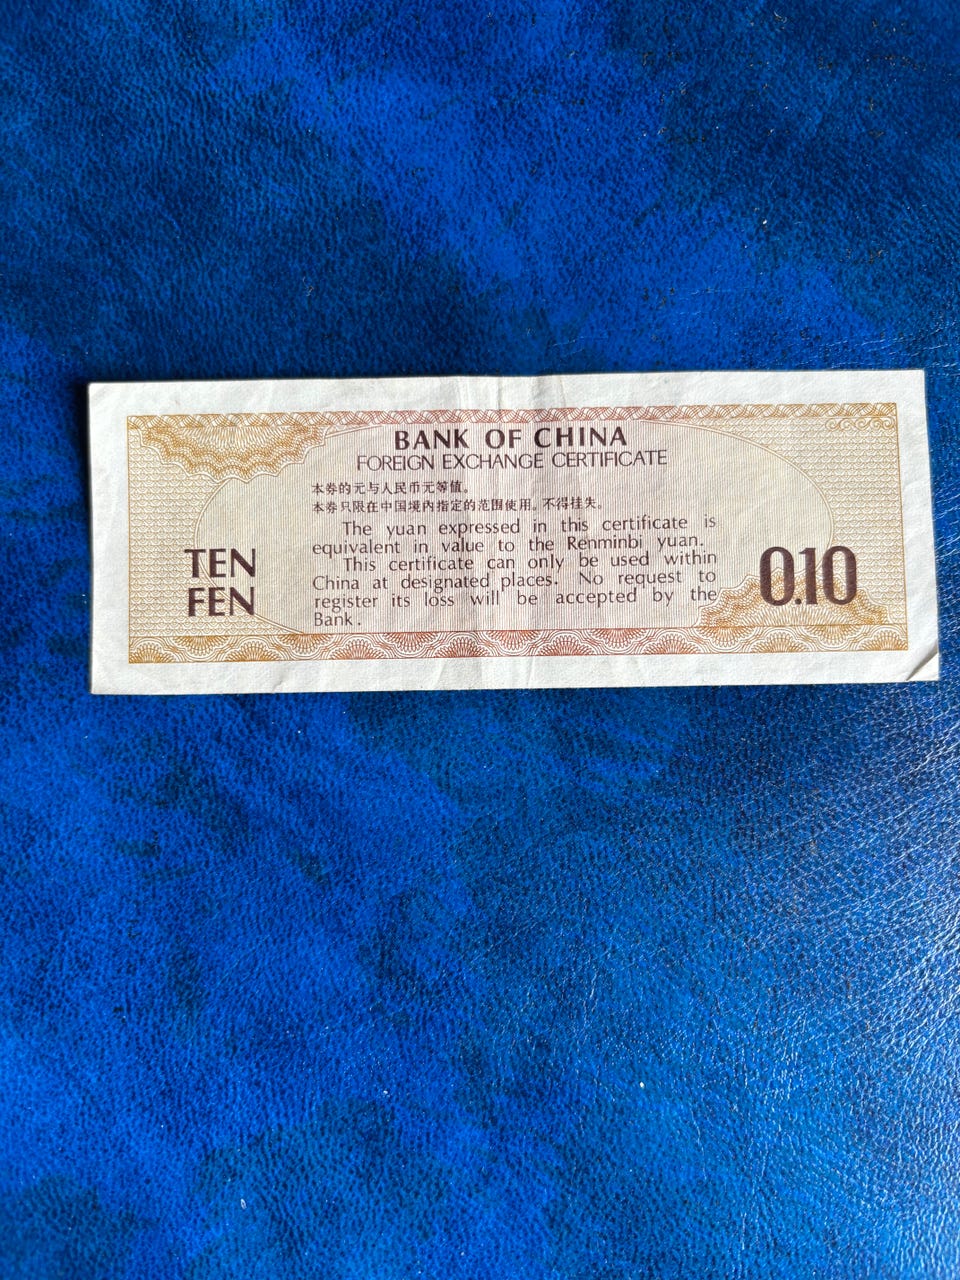 BANK OF CHINA
FOREIGN EXCHANGE CERTIFICATE
本券的元与人民币元等值。
本券只限在中国境内指定的范围使用。不得挂失。
The yuan expressed in this certificate is
equivalent in value to the Renminbi yuan.
This certificate can only be used within
China at designated places. No request to
register its loss will be accepted by the
Bank.
TEN
FEN
0.10